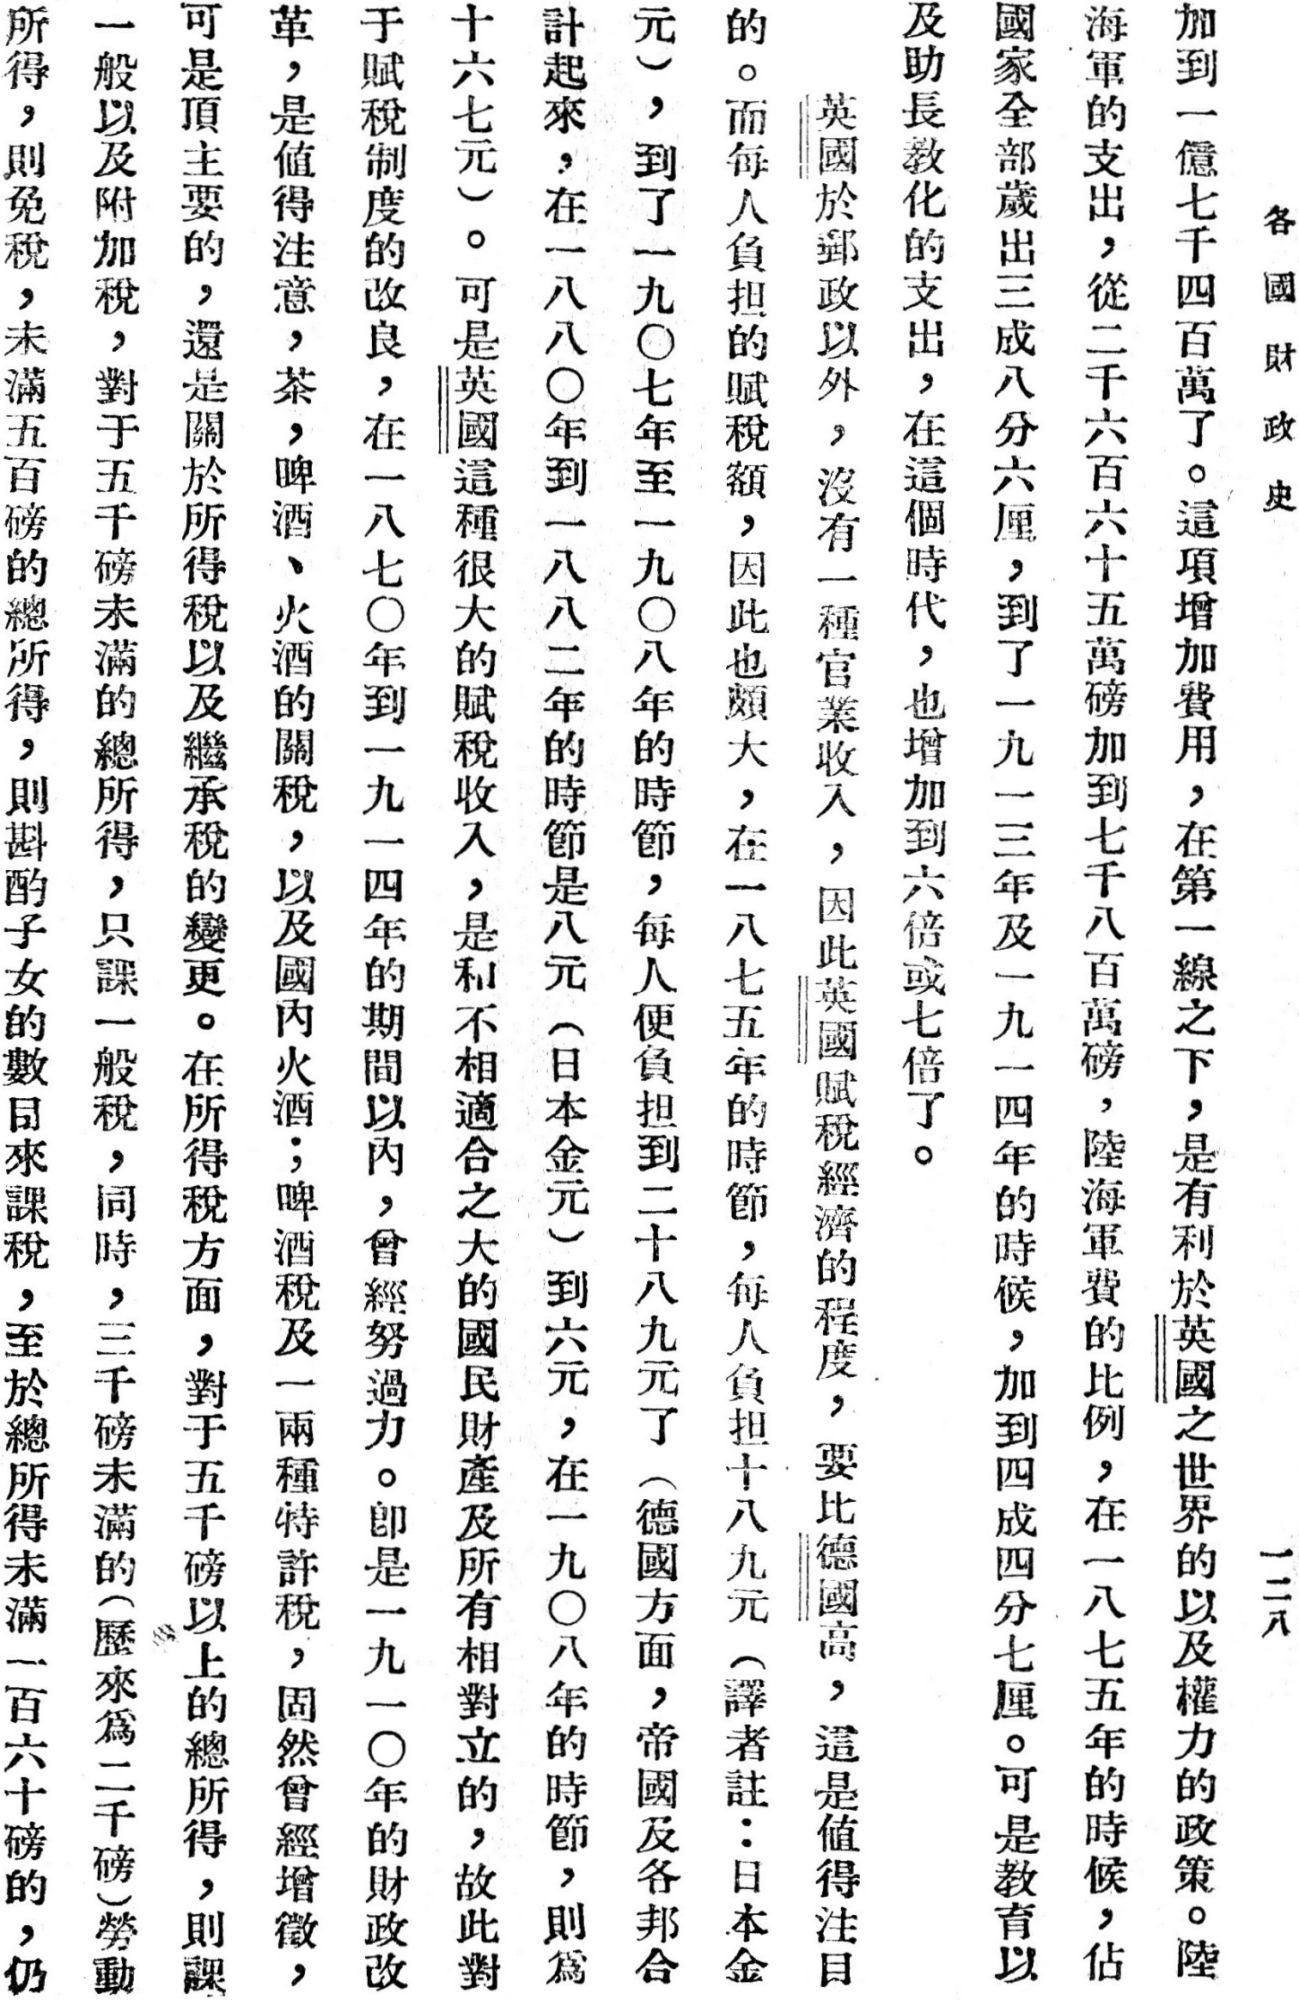 各國財政史
一二八
加到一億七千四百萬了。這項增加費用，在第一線之下，是有利於英國之世界的以及權力的政策。陸
海軍的支出，從二千六百六十五萬磅加到七千八百萬磅，陸海軍費的比例，在一八七五年的時候，佔
國家全部歲出三成八分六厘，到了一九一三年及一九一四年的時候，加到四成四分七厘。可是教育以
及助長教化的支出，在這個時代，也增加到六倍或七倍了。
英國於郵政以外，沒有一種官業收入，因此英國賦稅經濟的程度，要比德國高，這是值得注目
的。而每人負担的賦稅額，因此也頗大，在一八七五年的時節，每人負担十八九元（譯者註：日本金
元），到了一九〇七年至一九〇八年的時節，每人便負担到二十八九元了（德國方面，帝國及各邦合
計起來，在一八八〇年到一八八二年的時節是八元（日本金元）到六元，在一九〇八年的時節，則爲
十六七元）。可是英國這種很大的賦稅收入，是和不相適合之大的國民財產及所有相對立的，故此對
于賦稅制度的改良，在一八七〇年到一九一四年的期間以內，曾經努過力。卽是一九一〇年的財政改
革，是值得注意，茶，啤酒、火酒的關稅，以及國內火酒；啤酒稅及一兩種特許稅，固然曾經增徵，
可是頂主要的，還是關於所得稅以及繼承稅的變更。在所得稅方面，對于五千磅以上的總所得，則課
一般以及附加稅，對于五千磅未滿的總所得，只課一般稅，同時，三千磅未滿的（歷來爲二千磅）勞動
所得，則免稅，未滿五百磅的總所得，則斟酌子女的數目來課稅，至於總所得未滿一百六十磅的，仍